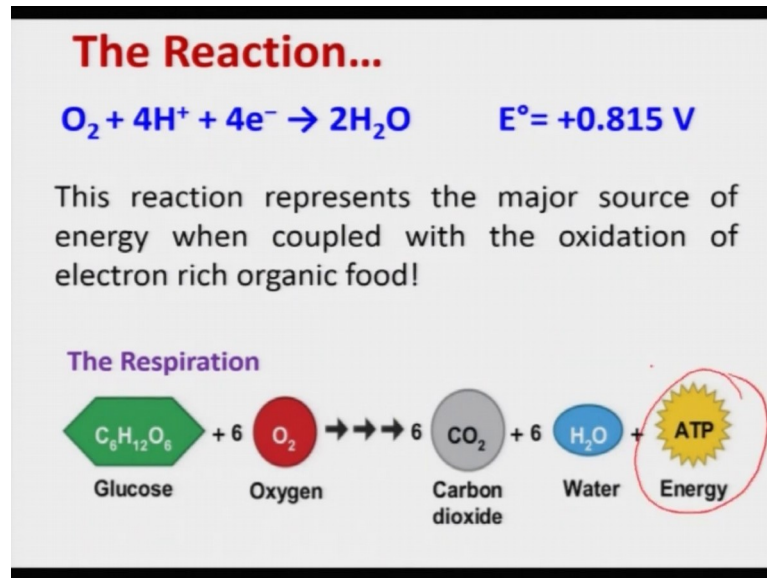 The Reaction...
O₂ + 4H⁺ + 4e⁻ → 2H₂O E°= +0.815 V
This reaction represents the major source of
energy when coupled with the oxidation of
electron rich organic food!
The Respiration
C₆H₁₂O₆ + 6 O₂ ➔➔➔ 6 CO₂ + 6 H₂O + ATP
Glucose Oxygen Carbon dioxide Water Energy